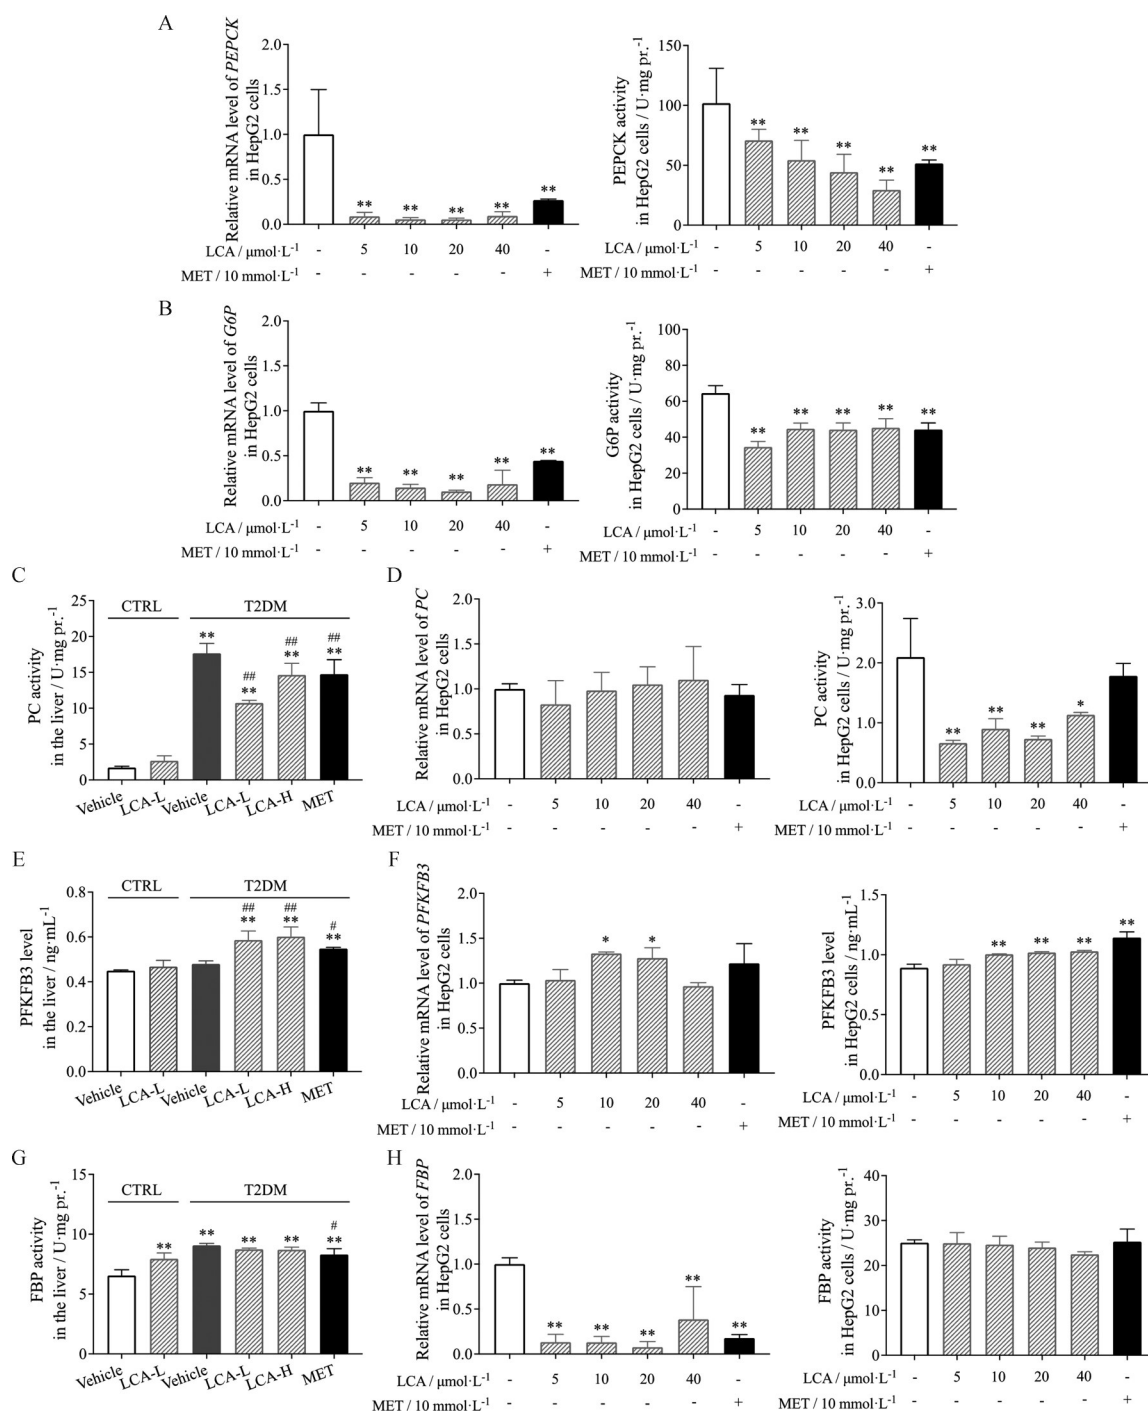 A
Relative mRNA level of PEPCK
in HepG2 cells
2.0
1.5
1.0
0.5
0.0
** ** ** ** **
LCA / μmol·L-1 - 5 10 20 40 -
MET / 10 mmol·L-1 - - - - - +
PEPCK activity
in HepG2 cells / U·mg pr.-1
150
100
50
0
** ** ** ** **
LCA / μmol·L-1 - 5 10 20 40 -
MET / 10 mmol·L-1 - - - - - +
B
Relative mRNA level of G6P
in HepG2 cells
2.0
1.5
1.0
0.5
0.0
** ** ** ** **
LCA / μmol·L-1 - 5 10 20 40 -
MET / 10 mmol·L-1 - - - - - +
G6P activity
in HepG2 cells / U·mg pr.-1
100
80
60
40
20
0
** ** ** ** **
LCA / μmol·L-1 - 5 10 20 40 -
MET / 10 mmol·L-1 - - - - - +
C
PC activity
in the liver / U·mg pr.-1
25
20
15
10
5
0
CTRL T2DM
## ## ##
** ** ** **
Vehicle LCA-L Vehicle LCA-L LCA-H MET
D
Relative mRNA level of PC
in HepG2 cells
2.0
1.5
1.0
0.5
0.0
LCA / μmol·L-1 - 5 10 20 40 -
MET / 10 mmol·L-1 - - - - - +
PC activity
in HepG2 cells / U·mg pr.-1
3.0
2.0
1.0
0.0
** ** ** *
LCA / μmol·L-1 - 5 10 20 40 -
MET / 10 mmol·L-1 - - - - - +
E
PFKFB3 level
in the liver / ng·mL-1
0.8
0.6
0.4
0.2
0.0
CTRL T2DM
## ## #
** ** **
Vehicle LCA-L Vehicle LCA-L LCA-H MET
F
Relative mRNA level of PFKFB3
in HepG2 cells
2.0
1.5
1.0
0.5
0.0
* *
LCA / μmol·L-1 - 5 10 20 40 -
MET / 10 mmol·L-1 - - - - - +
PFKFB3 level
in HepG2 cells / ng·mL-1
1.5
1.0
0.5
0.0
** ** ** **
LCA / μmol·L-1 - 5 10 20 40 -
MET / 10 mmol·L-1 - - - - - +
G
FBP activity
in the liver / U·mg pr.-1
15
10
5
0
CTRL T2DM
#
** ** ** ** **
Vehicle LCA-L Vehicle LCA-L LCA-H MET
H
Relative mRNA level of FBP
in HepG2 cells
2.0
1.5
1.0
0.5
0.0
** ** ** ** **
LCA / μmol·L-1 - 5 10 20 40 -
MET / 10 mmol·L-1 - - - - - +
FBP activity
in HepG2 cells / U·mg pr.-1
40
30
20
10
0
LCA / μmol·L-1 - 5 10 20 40 -
MET / 10 mmol·L-1 - - - - - +